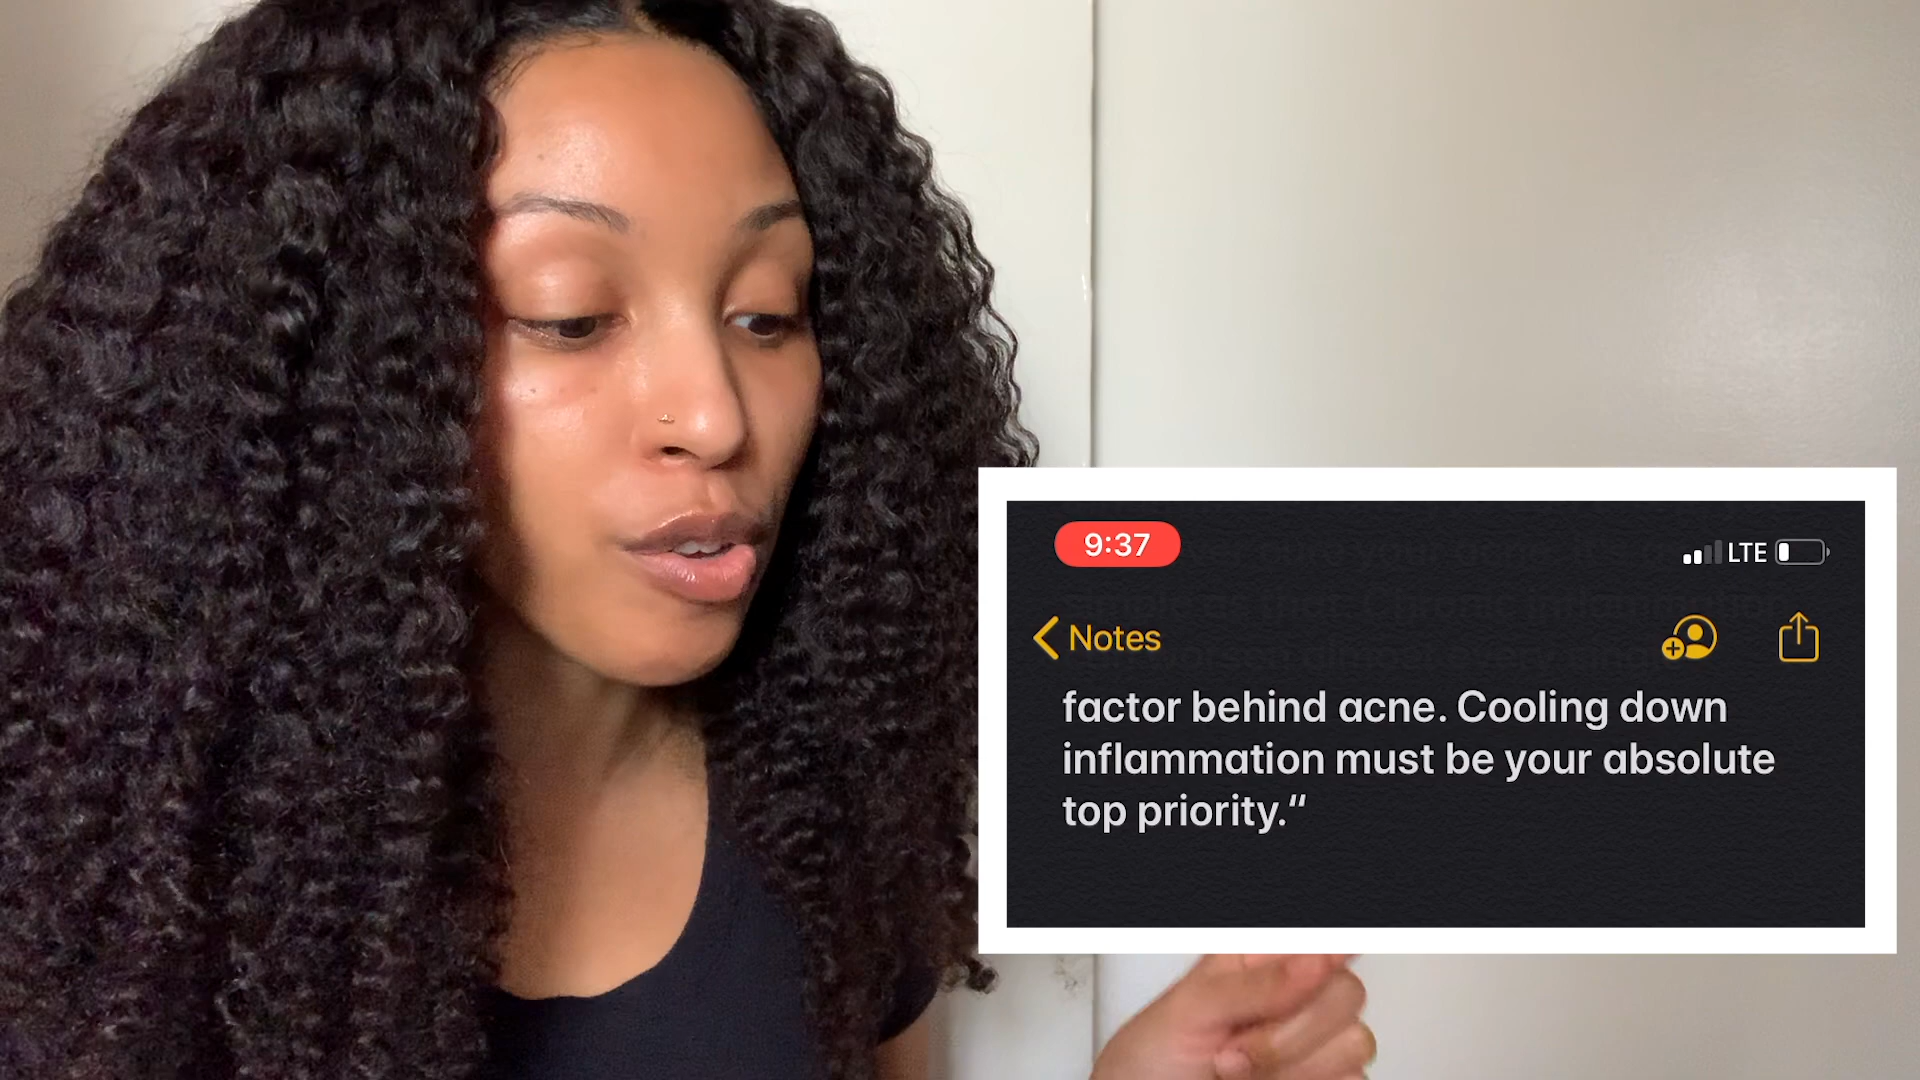 9:37
LTE
Notes
factor behind acne. Cooling down
inflammation must be your absolute
top priority.“